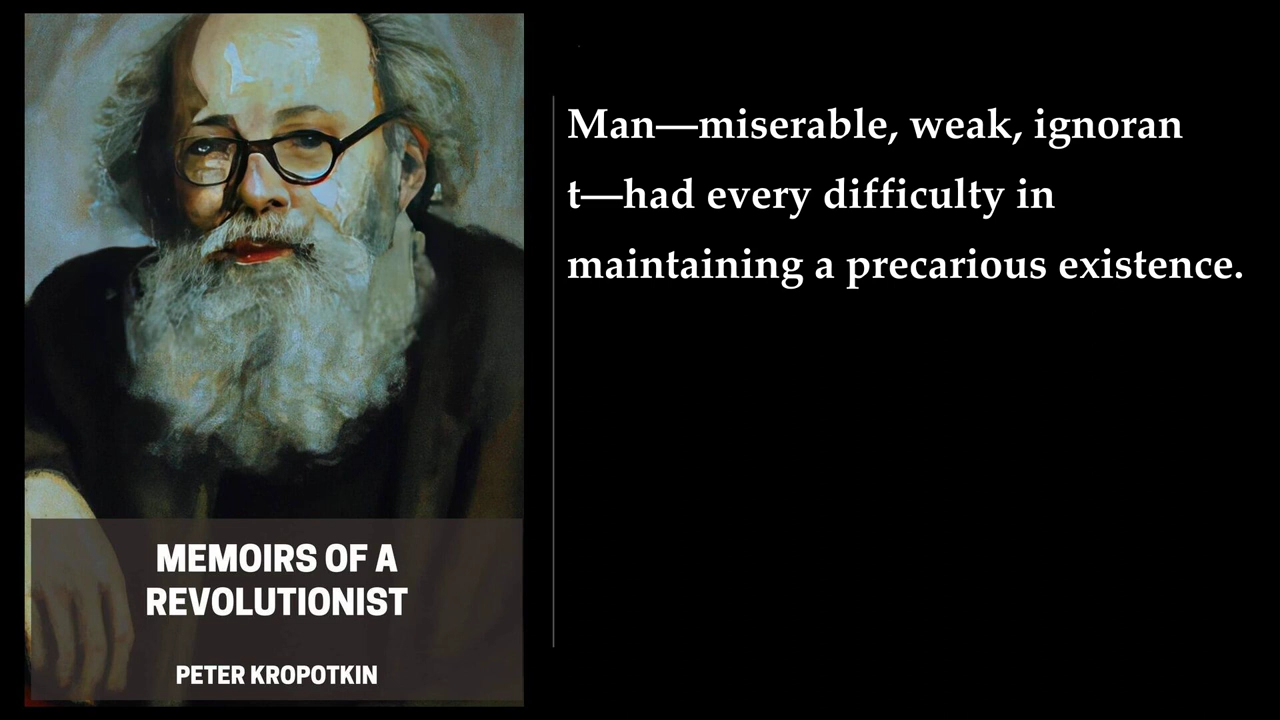 Man—miserable, weak, ignoran
t—had every difficulty in
maintaining a precarious existence.
MEMOIRS OF A
REVOLUTIONIST
PETER KROPOTKIN